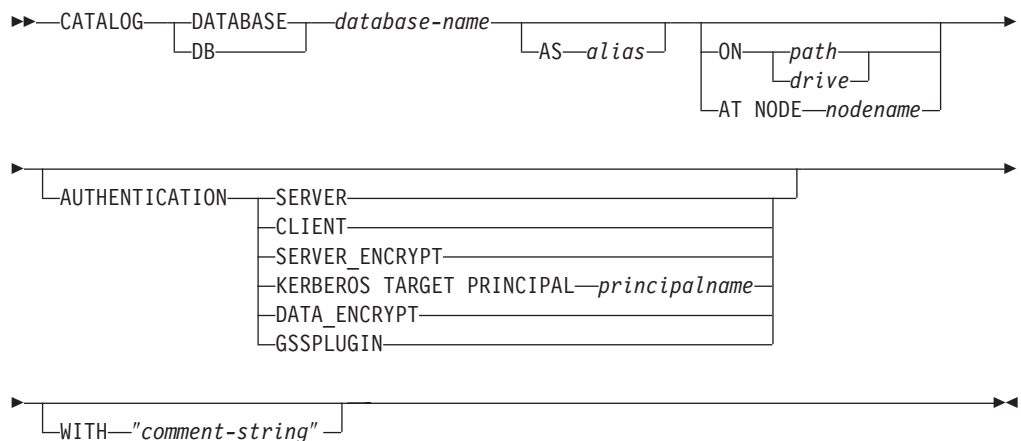 CATALOG DATABASE database-name
DB AS alias ON path
drive
AT NODE nodename
AUTHENTICATION SERVER
CLIENT
SERVER_ENCRYPT
KERBEROS TARGET PRINCIPAL principalname
DATA_ENCRYPT
GSSPLUGIN
WITH "comment-string"